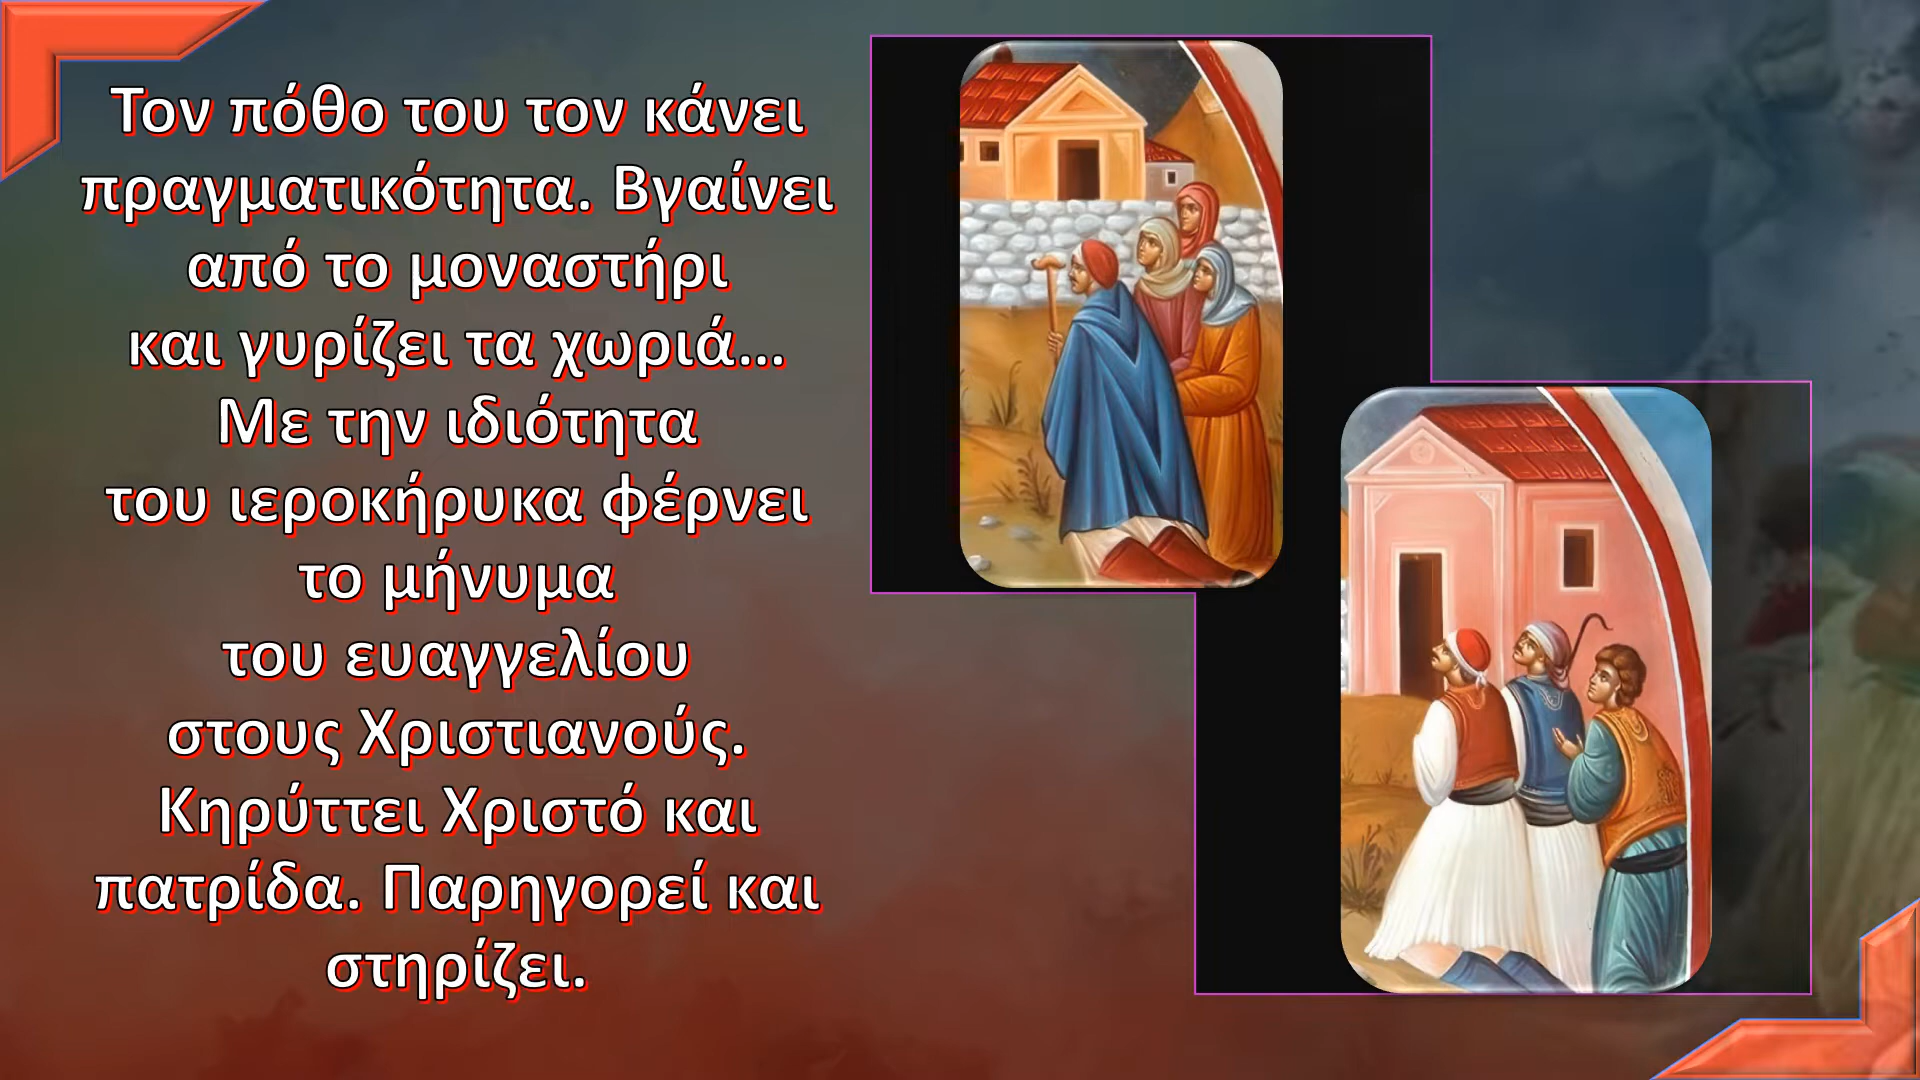 Τον πόθο του τον κάνει
πραγματικότητα. Βγαίνει
από το μοναστήρι
και γυρίζει τα χωριά...
Με την ιδιότητα
του ιεροκήρυκα φέρνει
το μήνυμα
του ευαγγελίου
στους Χριστιανούς.
Κηρύττει Χριστό και
πατρίδα. Παρηγορεί και
στηρίζει.